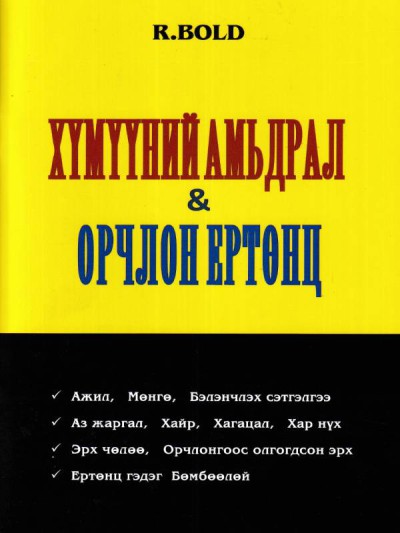 R.BOLD
ХҮМҮҮНИЙ АМЬДРАЛ
&
ОРЧЛОН ЕРТӨНЦ
✓ Ажил, Мөнгө, Бэлэнчлэх сэтгэлгээ
✓ Аз жаргал, Хайр, Хагацал, Хар нүх
✓ Эрх чөлөө, Орчлонгоос олгогдсон эрх
✓ Ертөнц гэдэг Бөмбөөлөй